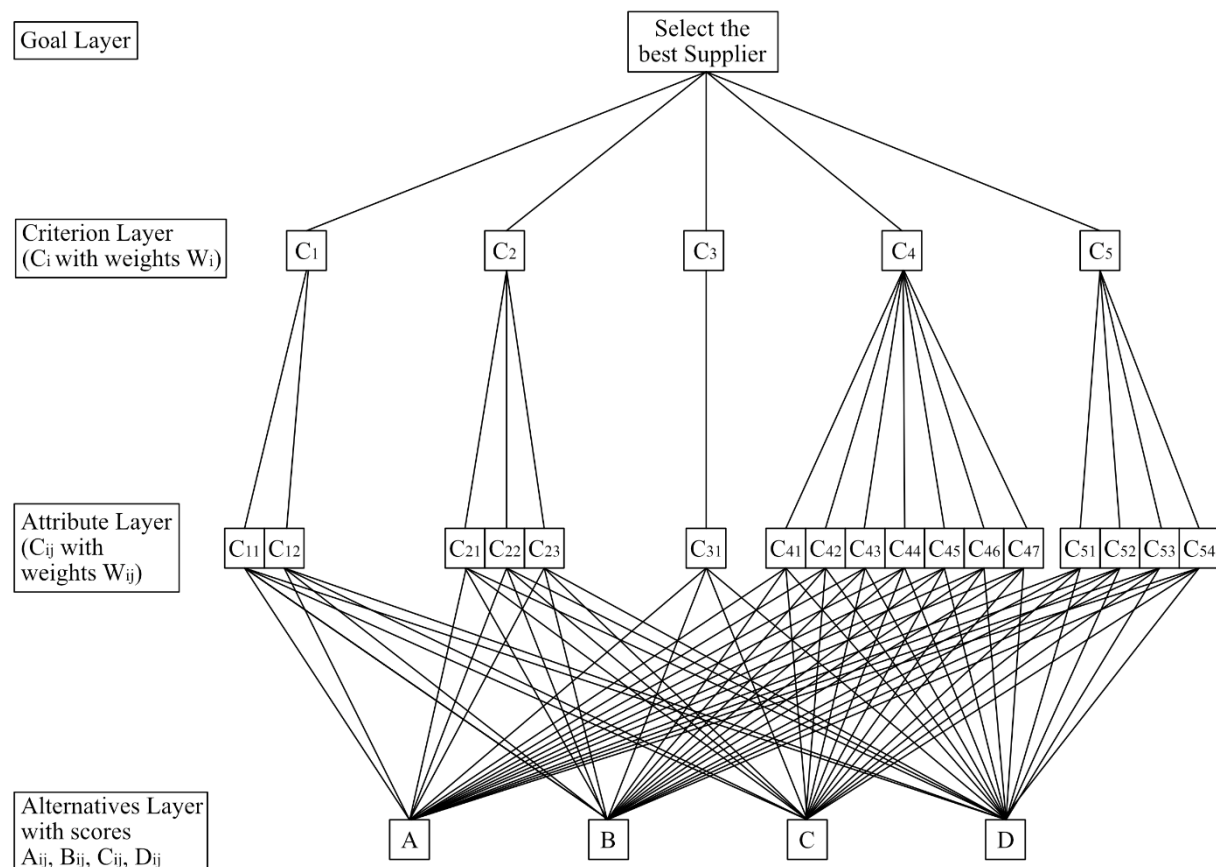 Goal Layer
Select the
best Supplier
Criterion Layer
(Ci with weights Wi)
C1
C2
C3
C4
C5
Attribute Layer
(Cij with
weights Wij)
C11
C12
C21
C22
C23
C31
C41
C42
C43
C44
C45
C46
C47
C51
C52
C53
C54
Alternatives Layer
with scores
Aij, Bij, Cij, Dij
A
B
C
D